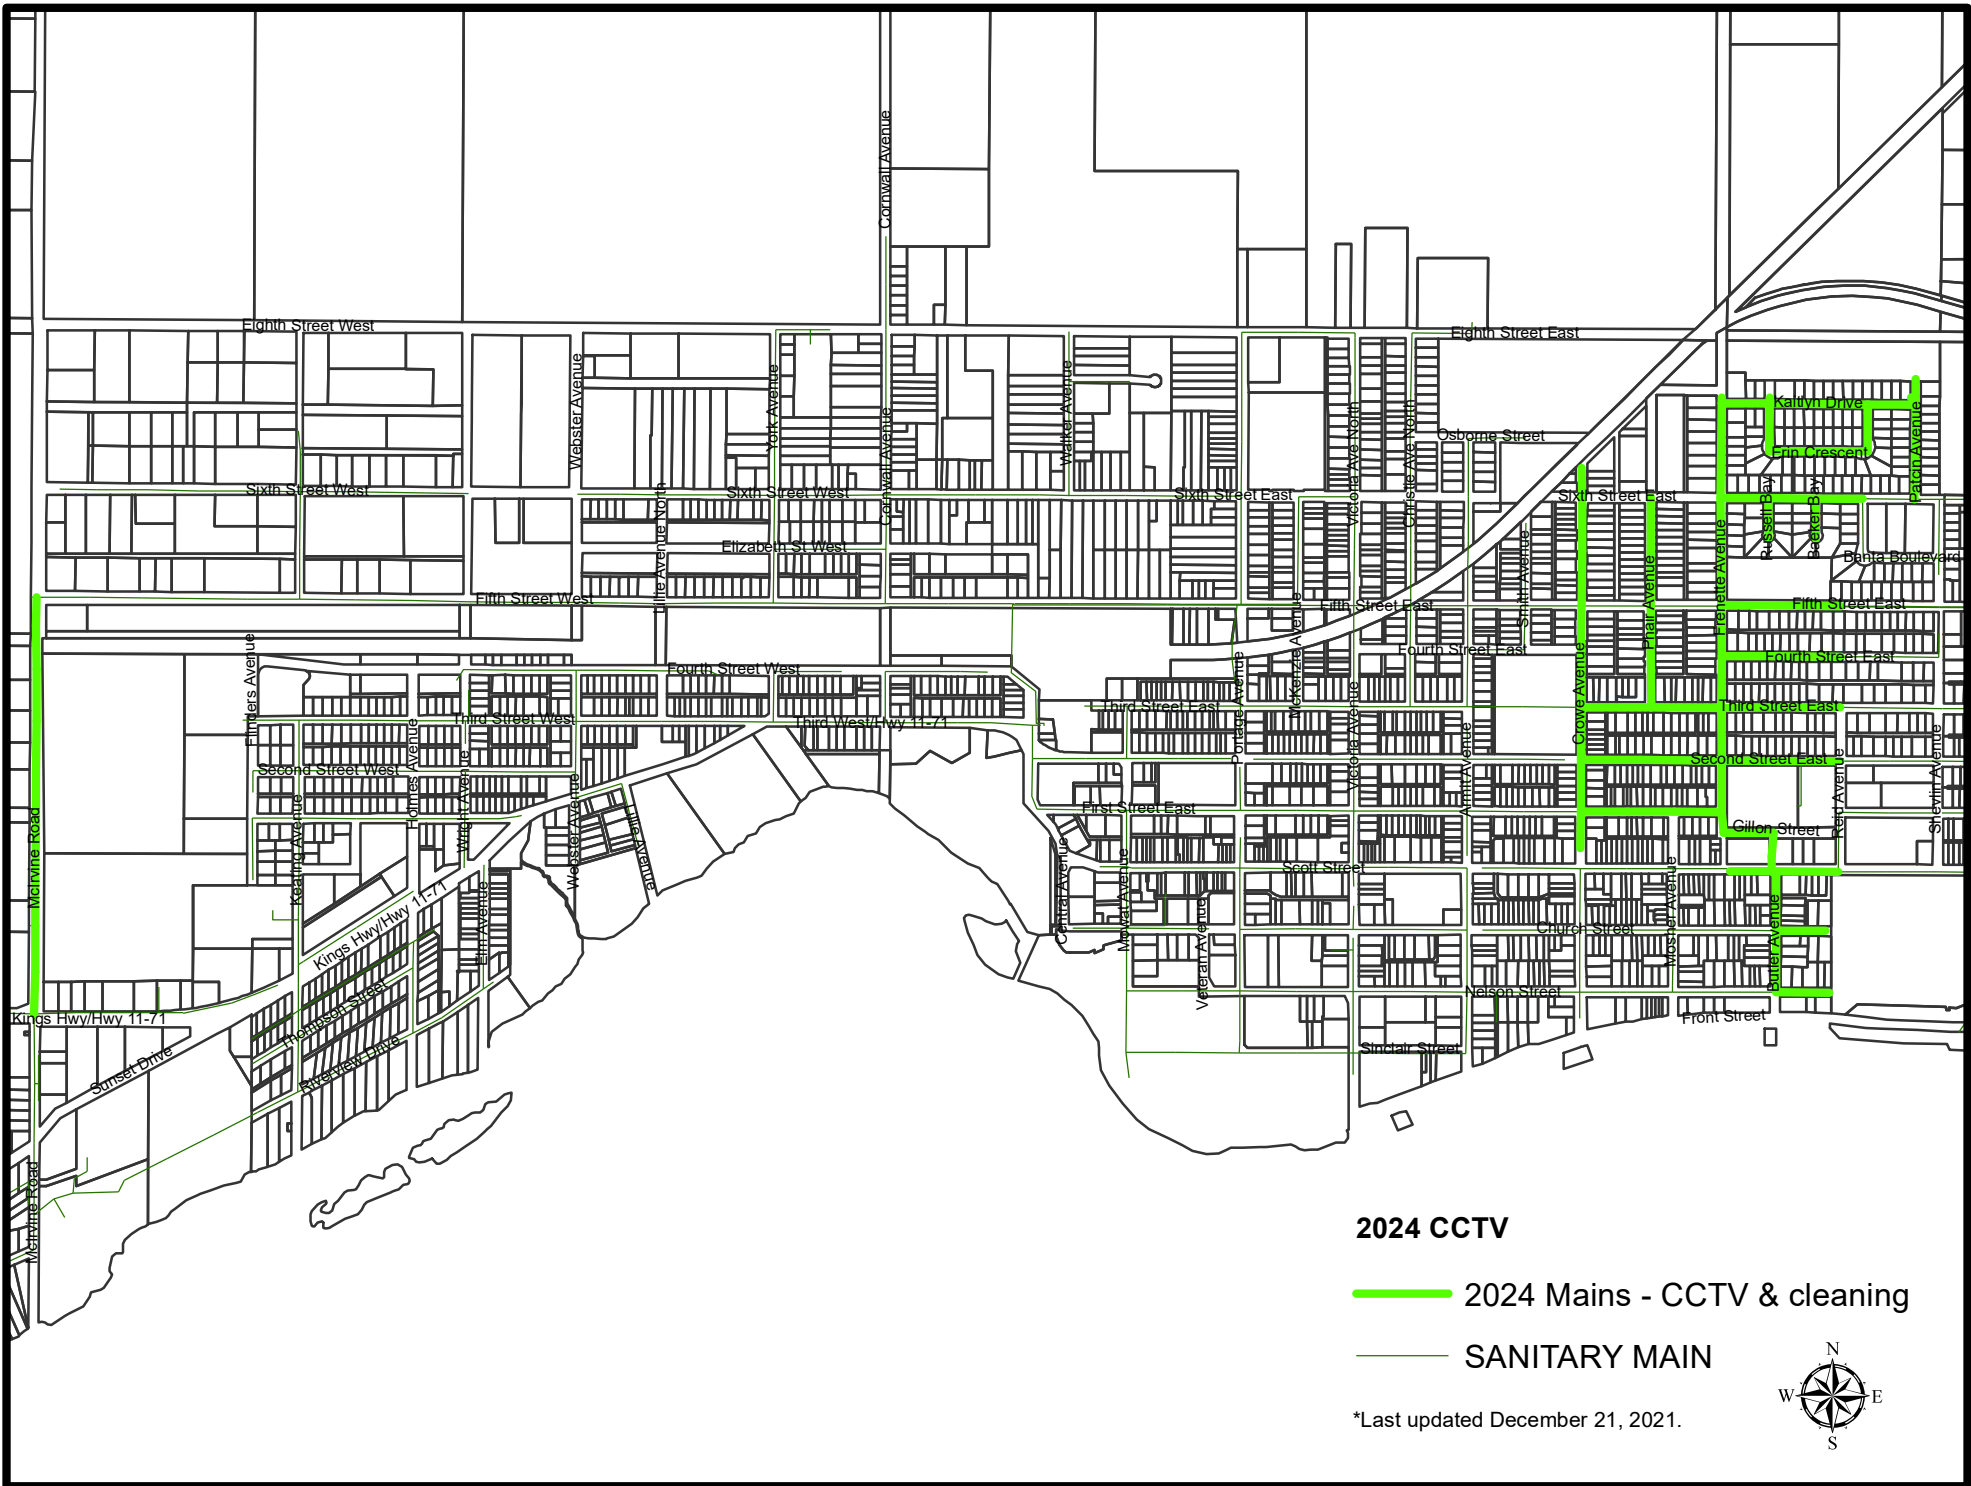 Cornwall Avenue
Eighth Street West
Eighth Street East
Webster Avenue
York Avenue
Cornwall Avenue
Walker Avenue
Victoria Ave North
Christie Ave North
Osborne Street
Kaitlyn Drive
Erin Crescent
Patch Avenue
Sixth Street West
Sixth Street West
Sixth Street East
Sixth Street East
Lillie Avenue North
Elizabeth St West
Smith Avenue
Russell Bay
Baeker Bay
Banta Boulevard
Fifth Street West
Fifth Street East
Fifth Street East
Phair Avenue
Frenette Avenue
Flinders Avenue
Fourth Street West
McKenzie Avenue
Fourth Street East
Fourth Street East
Portage Avenue
Crowe Avenue
Third Street West
Third West/Hwy 11-71
Third Street East
Third Street East
Holmes Avenue
Wright Avenue
Second Street West
Second Street East
Victoria Avenue
Armit Avenue
Reid Avenue
Shevlin Avenue
McIrvine Road
Keating Avenue
Webster Avenue
Lillie Avenue
First Street East
Gillon Street
Scott Street
Central Avenue
Mowat Avenue
Veteran Avenue
Mosher Avenue
Butler Avenue
Church Street
Elm Avenue
Kings Hwy/Hwy 11-71
Nelson Street
Front Street
Kings Hwy/Hwy 11-71
Thompson Street
Sinclair Street
Sunset Drive
Riverview Drive
McIrvine Road
2024 CCTV
2024 Mains - CCTV & cleaning
SANITARY MAIN
*Last updated December 21, 2021.
N
W
E
S